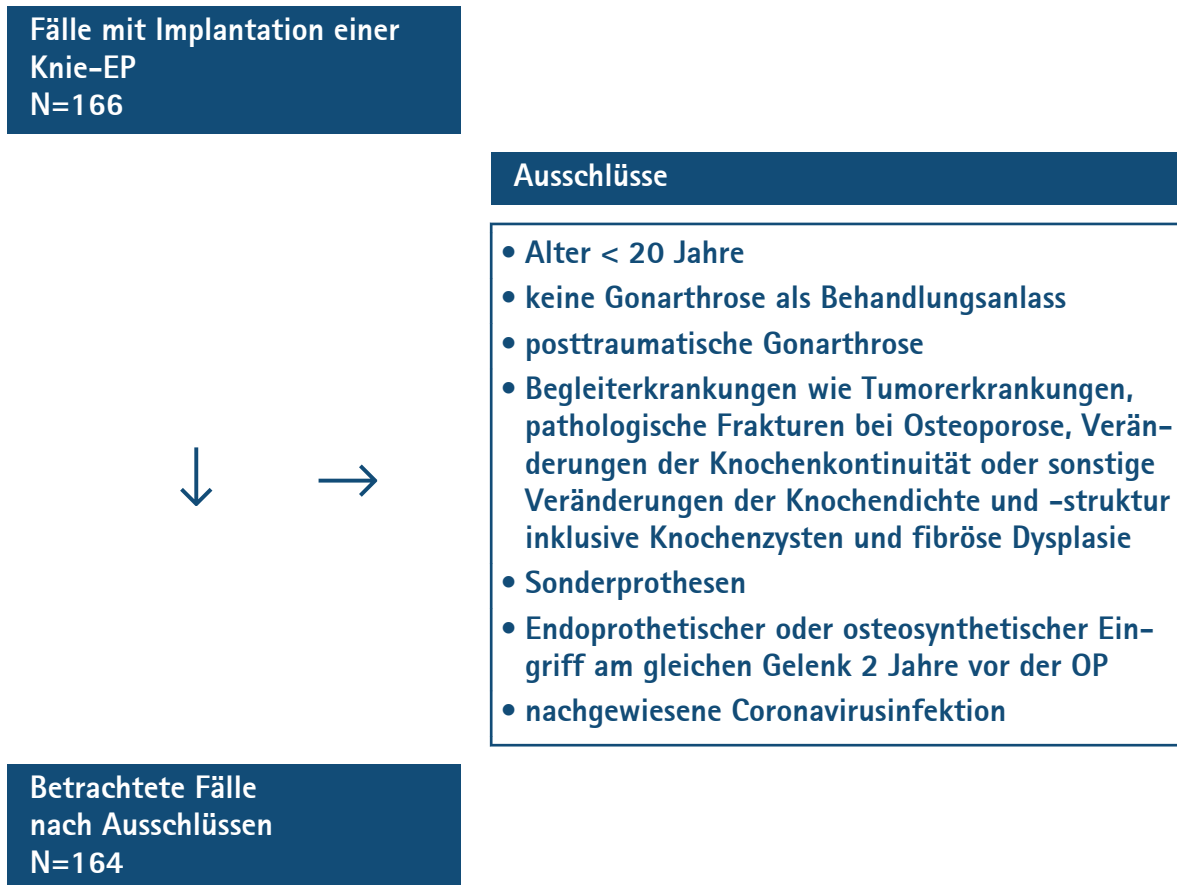 Fälle mit Implantation einer
Knie-EP
N=166
Ausschlüsse
• Alter < 20 Jahre
• keine Gonarthrose als Behandlungsanlass
• posttraumatische Gonarthrose
• Begleiterkrankungen wie Tumorerkrankungen,
pathologische Frakturen bei Osteoporose, Verän-
derungen der Knochenkontinuität oder sonstige
Veränderungen der Knochendichte und -struktur
inklusive Knochenzysten und fibröse Dysplasie
• Sonderprothesen
• Endoprothetischer oder osteosynthetischer Ein-
griff am gleichen Gelenk 2 Jahre vor der OP
• nachgewiesene Coronavirusinfektion
Betrachtete Fälle
nach Ausschlüssen
N=164